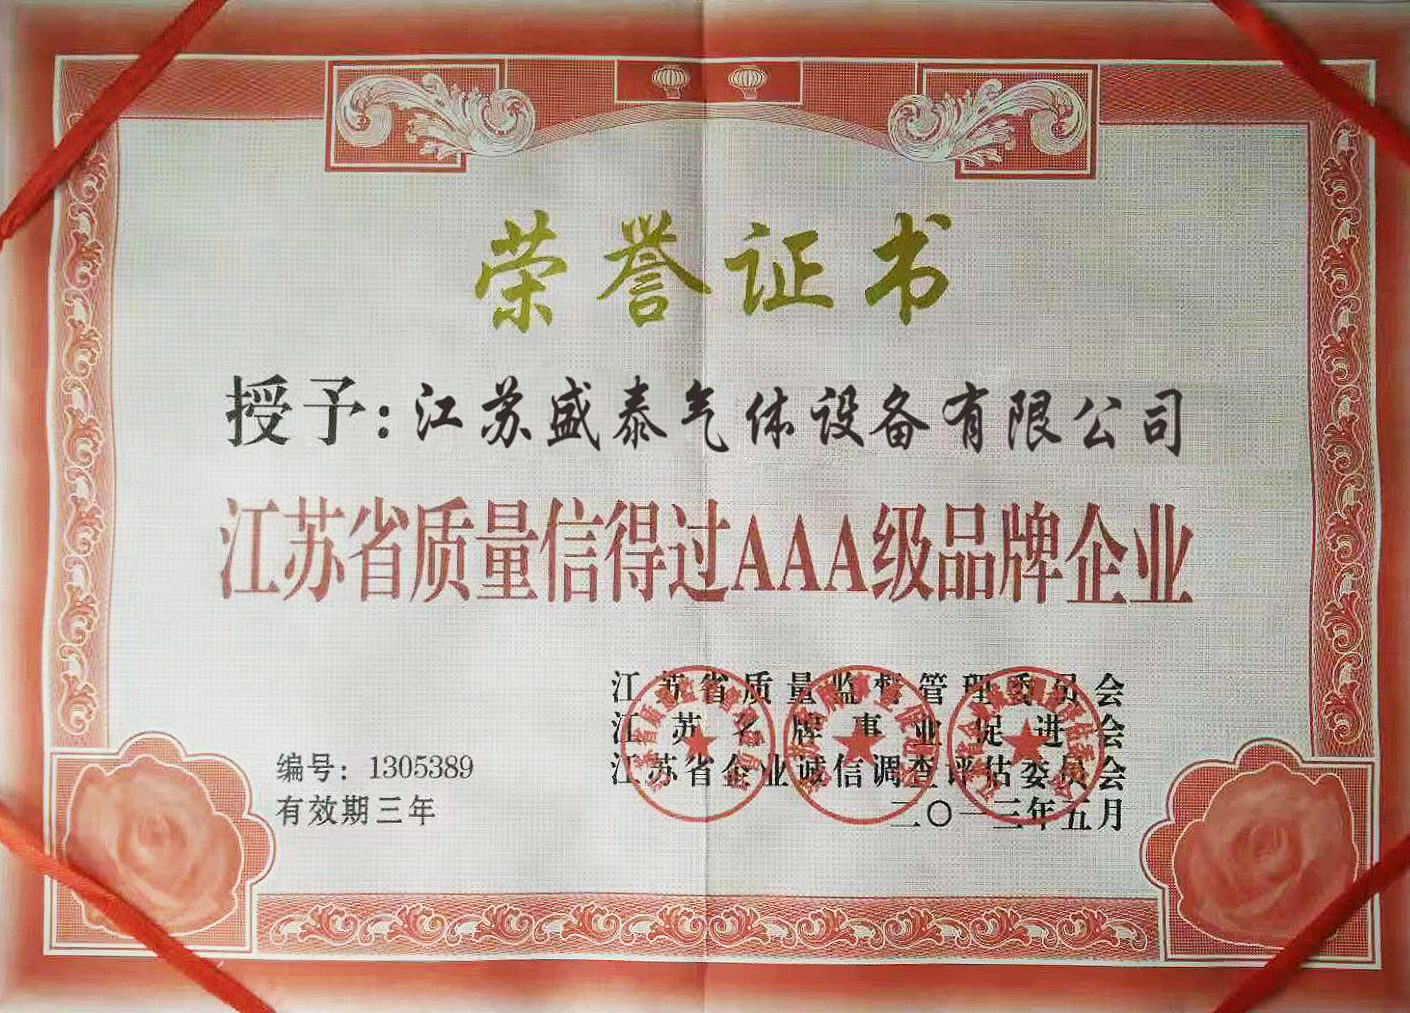 荣誉证书
授予:江苏盛泰气体设备有限公司
江苏省质量信得过AAA级品牌企业
江苏省质量监督管理委员会
江苏名牌事业促进会
江苏省企业诚信调查评估委员会
二〇一三年五月
编号：1305389
有效期三年